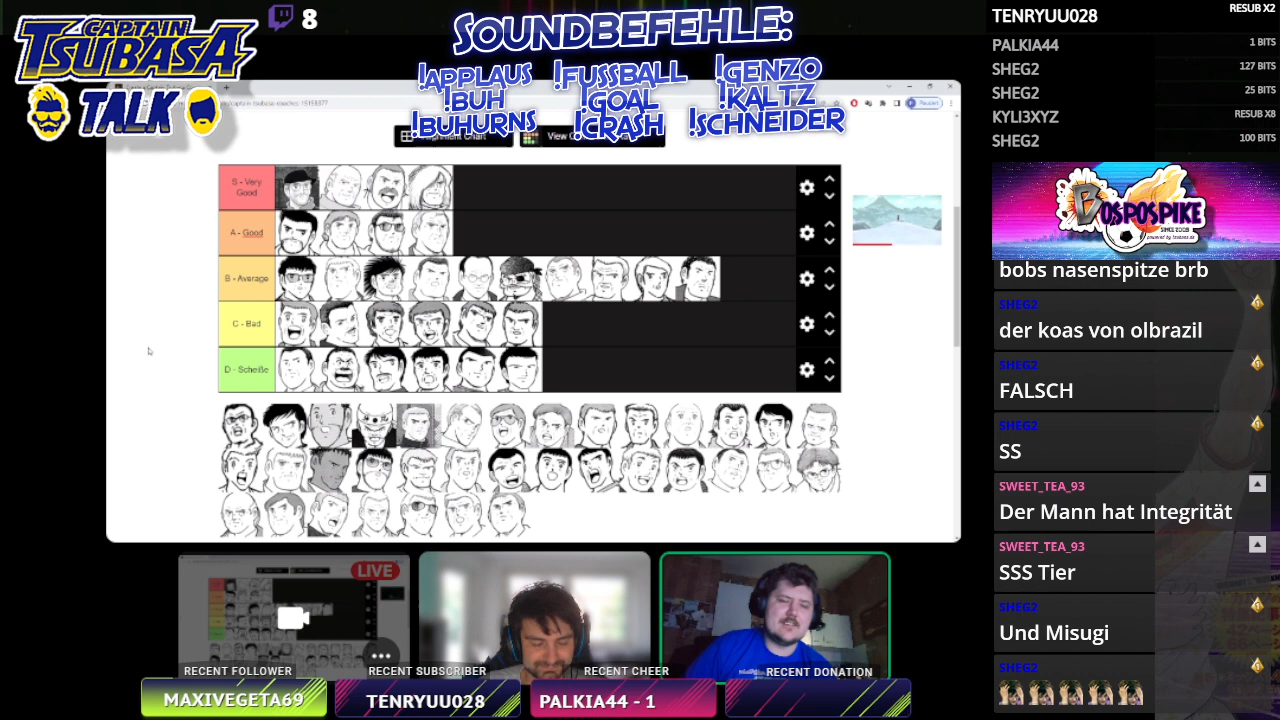 CAPTAIN
TSUBASA
TALK
8
SOUNDBEFEHLE:
!APPLAUS !FUSSBALL !GENZO
!BUH !GOAL !KALTZ
!BUHURNS !CRASH !SCHNEIDER
S - Very
Good
A - Good
B - Average
C - Bad
D - Scheiße
LIVE
RECENT FOLLOWER
RECENT SUBSCRIBER
RECENT CHEER
RECENT DONATION
MAXIVEGETA69
TENRYUU028
PALKIA44 - 1
TENRYUU028 RESUB X2
PALKIA44 1 BITS
SHEG2 127 BITS
SHEG2 25 BITS
KYLI3XYZ RESUB X8
SHEG2 100 BITS
BOSPOSPIKE
SINCE 2008
bobs nasenspitze brb
SHEG2
der koas von olbrazil
SHEG2
FALSCH
SHEG2
SS
SWEET_TEA_93
Der Mann hat Integrität
SWEET_TEA_93
SSS Tier
SHEG2
Und Misugi
SHEG2